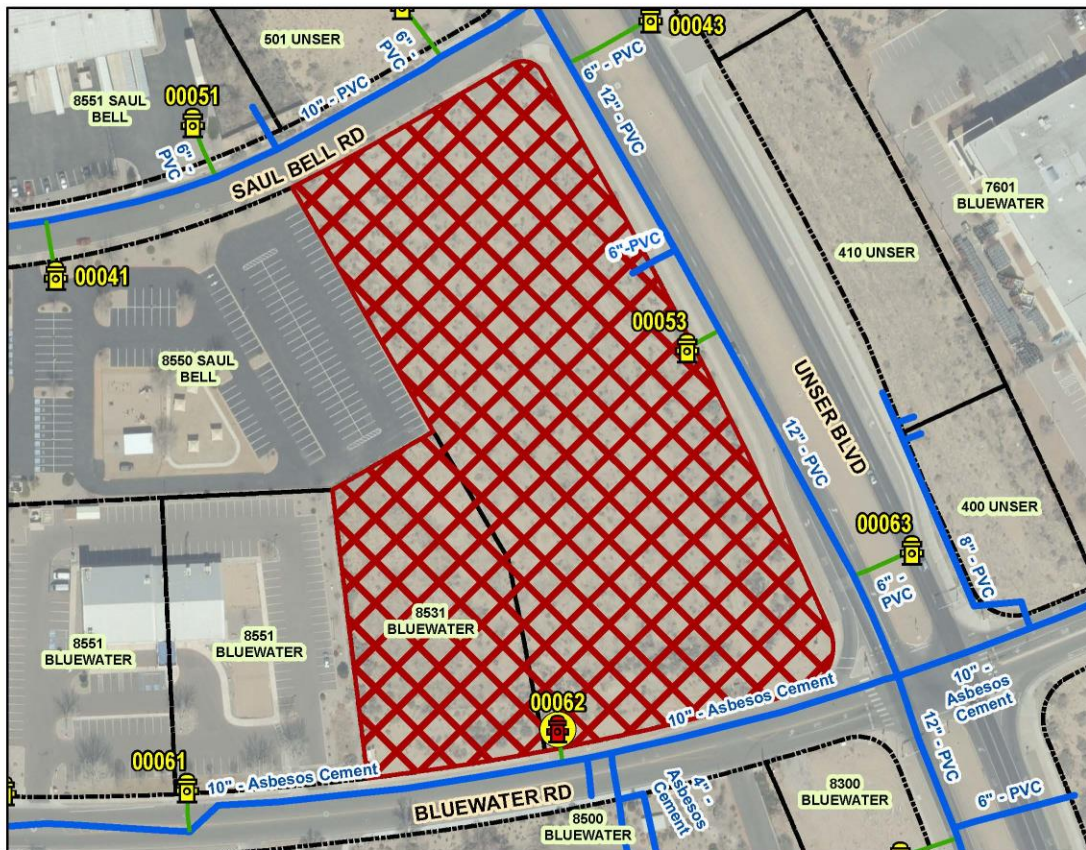 501 UNSER
00043
6" -
PVC
6" - PVC
12" - PVC
10" - PVC
8551 SAUL
BELL
00051
6" -
PVC
SAUL BELL RD
7601
BLUEWATER
410 UNSER
6"-PVC
00041
00053
8550 SAUL
BELL
UNSER BLVD
12" - PVC
400 UNSER
00063
6" -
PVC
8" - PVC
8531
BLUEWATER
8551
BLUEWATER
8551
BLUEWATER
00062
10" - Asbesos Cement
10" -
Asbesos
Cement
12" - PVC
00061
10" - Asbesos Cement
BLUEWATER RD
4" -
Asbesos
Cement
8300
BLUEWATER
6" - PVC
8500
BLUEWATER